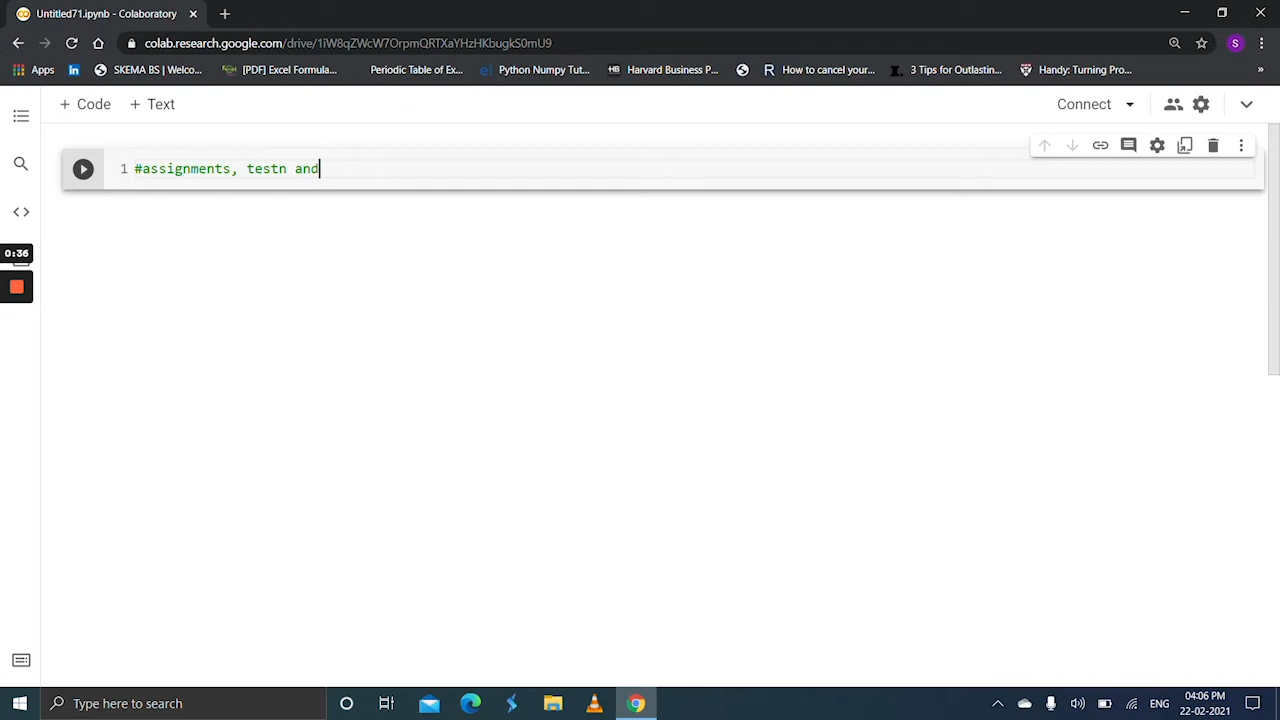 Untitled71.ipynb - Colaboratory
colab.research.google.com/drive/1iW8qZWcW7OrpmQRTXaYHzHKbugkS0mU9
S
Apps
SKEMA BS | Welco...
[PDF] Excel Formula...
Periodic Table of Ex...
Python Numpy Tut...
Harvard Business P...
How to cancel your...
3 Tips for Outlastin...
Handy: Turning Pro...
»
+ Code + Text
Connect
1 #assignments, testn and
0:36
Type here to search
ENG
04:06 PM
22-02-2021